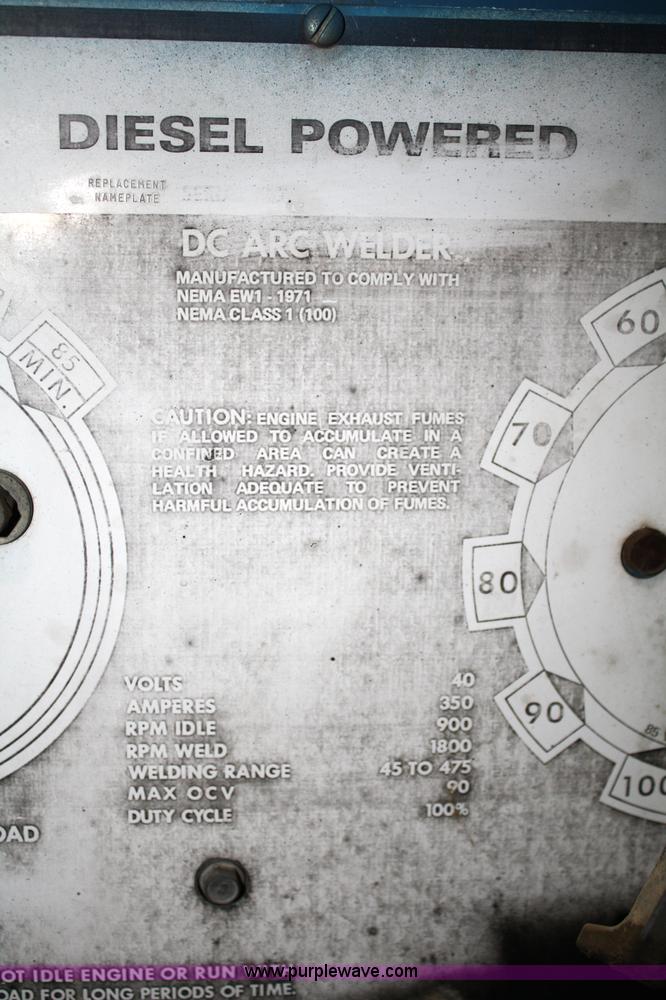 DIESEL POWERED
REPLACEMENT
NAMEPLATE
DC ARC WELDER
MANUFACTURED TO COMPLY WITH
NEMA EW1 - 1971
NEMA CLASS 1 (100)
85
MIN.
60
70
80
90
100
85
CAUTION: ENGINE EXHAUST FUMES
IF ALLOWED TO ACCUMULATE IN A
CONFINED AREA CAN CREATE A
HEALTH HAZARD. PROVIDE VENTI-
LATION ADEQUATE TO PREVENT
HARMFUL ACCUMULATION OF FUMES.
VOLTS 40
AMPERES 350
RPM IDLE 900
RPM WELD 1800
WELDING RANGE 45 TO 475
MAX OCV 90
DUTY CYCLE 100%
OAD
OT IDLE ENGINE OR RUN
OAD FOR LONG PERIODS OF TIME.
www.purplewave.com